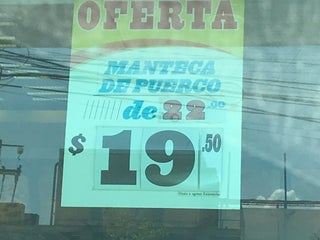 OFERTA
MANTECA
DE PUERCO
de 22.00
$19.50